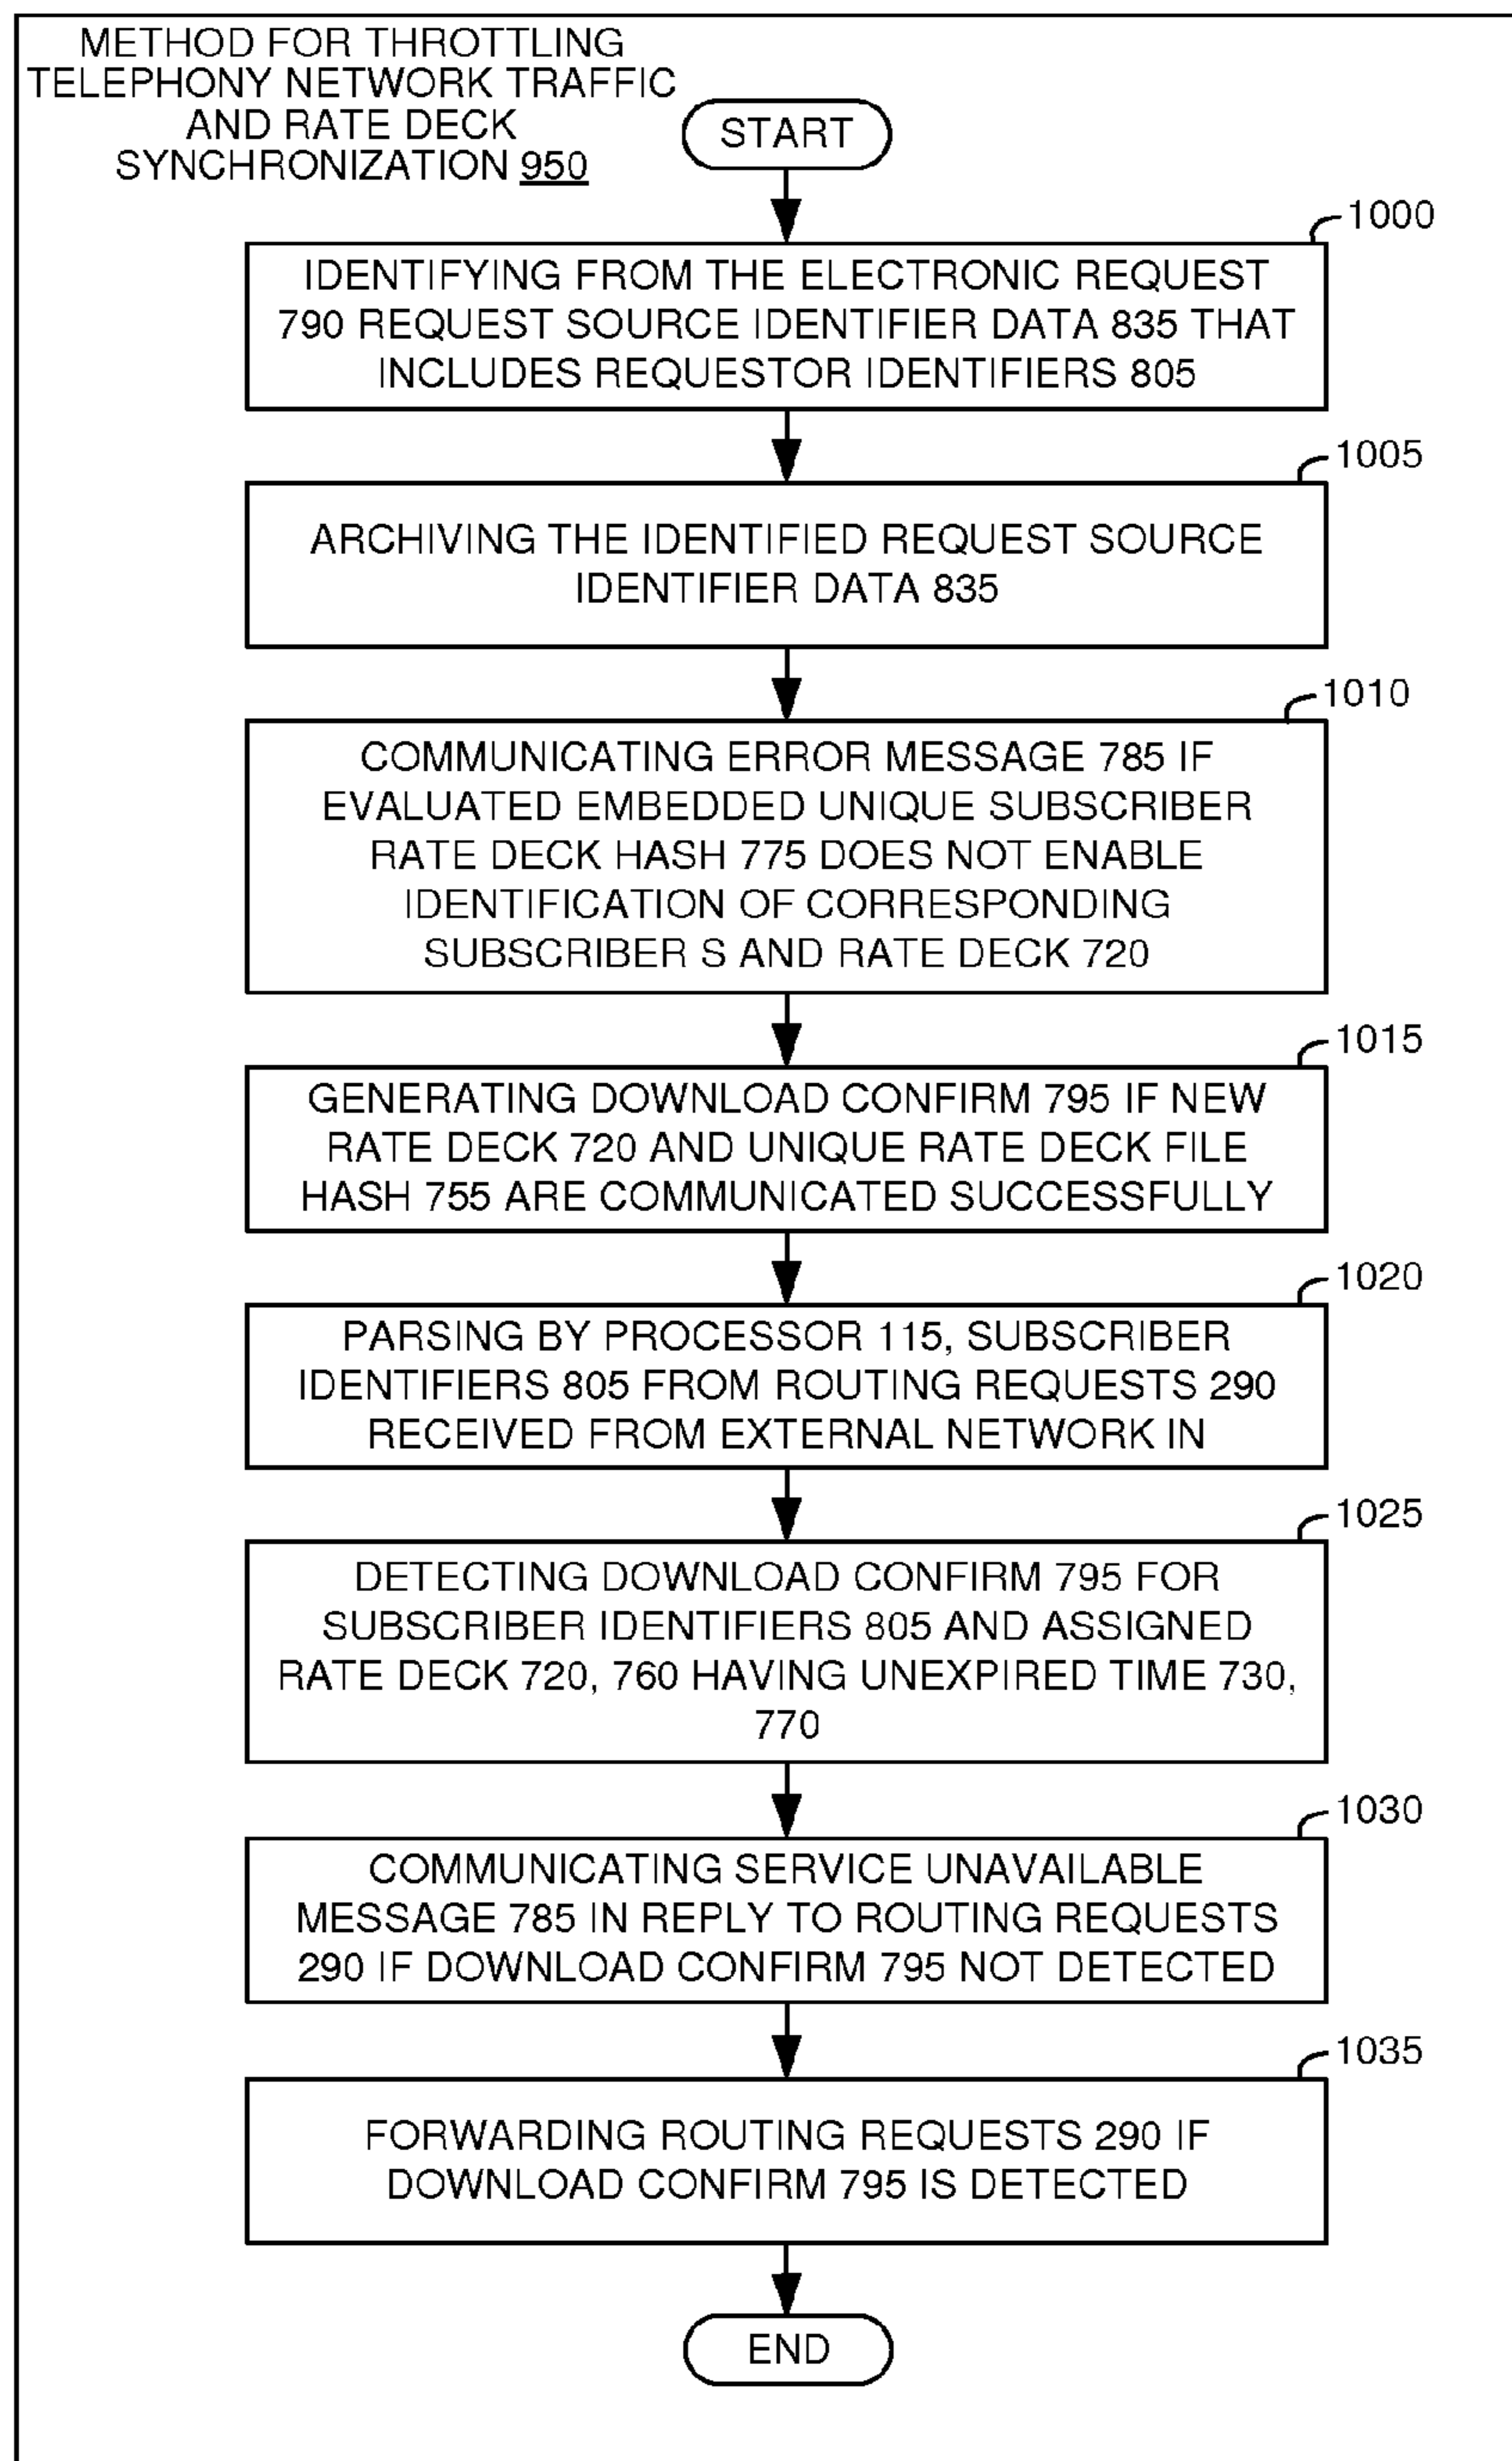 METHOD FOR THROTTLING
TELEPHONY NETWORK TRAFFIC
AND RATE DECK
SYNCHRONIZATION 950
START
1000
IDENTIFYING FROM THE ELECTRONIC REQUEST
790 REQUEST SOURCE IDENTIFIER DATA 835 THAT
INCLUDES REQUESTOR IDENTIFIERS 805
1005
ARCHIVING THE IDENTIFIED REQUEST SOURCE
IDENTIFIER DATA 835
1010
COMMUNICATING ERROR MESSAGE 785 IF
EVALUATED EMBEDDED UNIQUE SUBSCRIBER
RATE DECK HASH 775 DOES NOT ENABLE
IDENTIFICATION OF CORRESPONDING
SUBSCRIBER S AND RATE DECK 720
1015
GENERATING DOWNLOAD CONFIRM 795 IF NEW
RATE DECK 720 AND UNIQUE RATE DECK FILE
HASH 755 ARE COMMUNICATED SUCCESSFULLY
1020
PARSING BY PROCESSOR 115, SUBSCRIBER
IDENTIFIERS 805 FROM ROUTING REQUESTS 290
RECEIVED FROM EXTERNAL NETWORK IN
1025
DETECTING DOWNLOAD CONFIRM 795 FOR
SUBSCRIBER IDENTIFIERS 805 AND ASSIGNED
RATE DECK 720, 760 HAVING UNEXPIRED TIME 730,
770
1030
COMMUNICATING SERVICE UNAVAILABLE
MESSAGE 785 IN REPLY TO ROUTING REQUESTS
290 IF DOWNLOAD CONFIRM 795 NOT DETECTED
1035
FORWARDING ROUTING REQUESTS 290 IF
DOWNLOAD CONFIRM 795 IS DETECTED
END